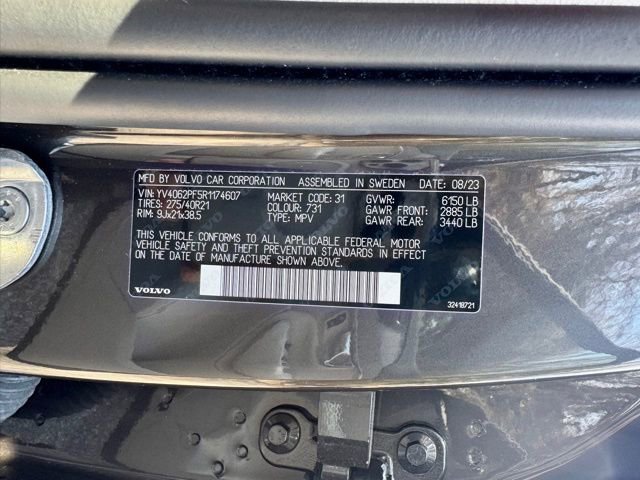 MFD BY VOLVO CAR CORPORATION ASSEMBLED IN SWEDEN DATE: 08/23
VIN: YV4062PF5R1174607 MARKET CODE: 31 GVWR: 6150 LB
TIRES: 275/40R21 COLOUR: 731 GAWR FRONT: 2885 LB
RIM: 9Jx21x38.5 TYPE: MPV GAWR REAR: 3440 LB
THIS VEHICLE CONFORMS TO ALL APPLICABLE FEDERAL MOTOR
VEHICLE SAFETY AND THEFT PREVENTION STANDARDS IN EFFECT
ON THE DATE OF MANUFACTURE SHOWN ABOVE.
VOLVO 32419721